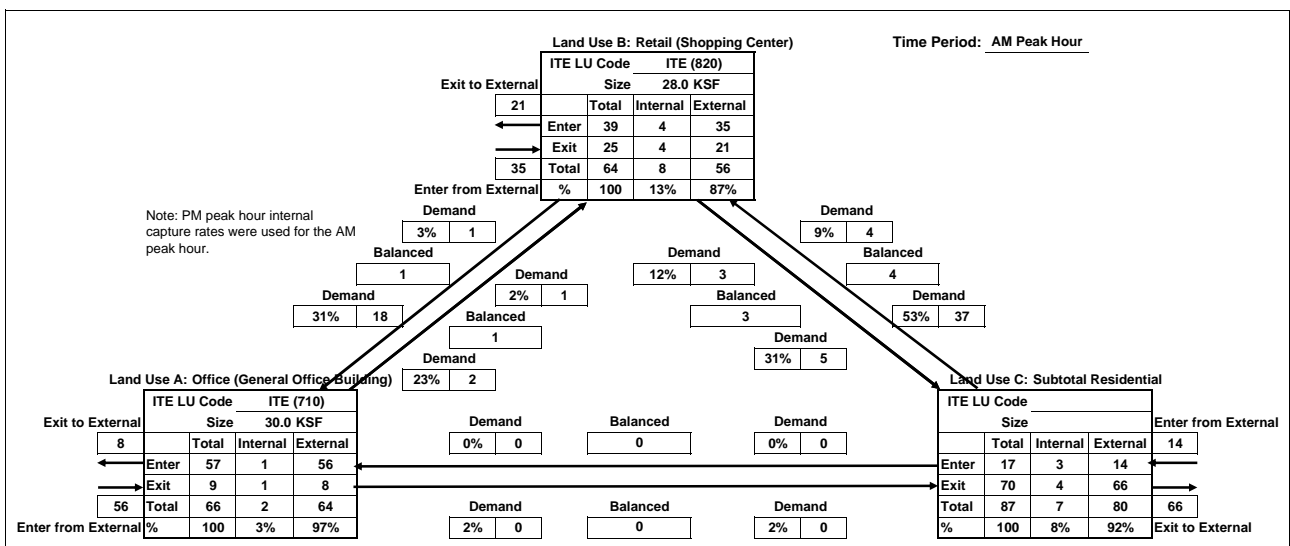 Land Use B: Retail (Shopping Center) Time Period: AM Peak Hour
ITE LU Code ITE (820)
Exit to External Size 28.0 KSF
21 Total Internal External
Enter 39 4 35
Exit 25 4 21
35 Total 64 8 56
Enter from External % 100 13% 87%
Note: PM peak hour internal
capture rates were used for the AM
peak hour.
Demand Demand
3% 1 9% 4
Balanced Demand Balanced
1 12% 3 4
Demand
2% 1
Demand Balanced Demand
31% 18 3 53% 37
Balanced
1
Demand
31% 5
Demand
23% 2
Land Use A: Office (General Office Building) Land Use C: Subtotal Residential
ITE LU Code ITE (710) ITE LU Code
Exit to External Size 30.0 KSF Demand Balanced Demand Size Enter from External
8 Total Internal External 0% 0 0 0% 0 Total Internal External 14
Enter 57 1 56 Enter 17 3 14
Exit 9 1 8 Exit 70 4 66
56 Total 66 2 64 Demand Balanced Demand Total 87 7 80 66
Enter from External % 100 3% 97% 2% 0 0 2% 0 % 100 8% 92% Exit to External